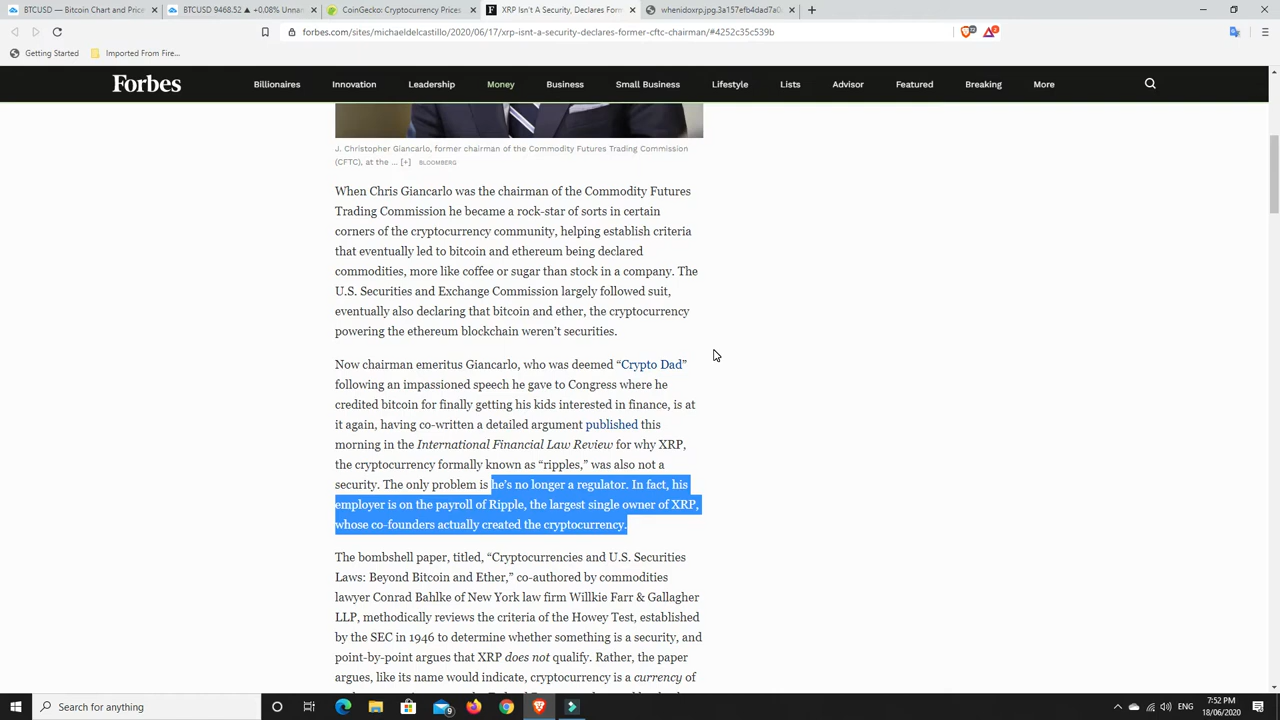 BTCUSD — Bitcoin Chart and Price
BTCUSD 9468.52 ▲ +0.08% Unna
CoinGecko: Cryptocurrency Prices
XRP Isn't A Security, Declares Form
whenidoxrp.jpg.3a157efb4dad7a0
forbes.com/sites/michaeldelcastillo/2020/06/17/xrp-isnt-a-security-declares-former-cftc-chairman/#4252c35c539b
Getting Started
Imported From Fire...
Forbes
Billionaires
Innovation
Leadership
Money
Business
Small Business
Lifestyle
Lists
Advisor
Featured
Breaking
More
J. Christopher Giancarlo, former chairman of the Commodity Futures Trading Commission
(CFTC), at the ... [+] BLOOMBERG
When Chris Giancarlo was the chairman of the Commodity Futures
Trading Commission he became a rock-star of sorts in certain
corners of the cryptocurrency community, helping establish criteria
that eventually led to bitcoin and ethereum being declared
commodities, more like coffee or sugar than stock in a company. The
U.S. Securities and Exchange Commission largely followed suit,
eventually also declaring that bitcoin and ether, the cryptocurrency
powering the ethereum blockchain weren't securities.
Now chairman emeritus Giancarlo, who was deemed “Crypto Dad”
following an impassioned speech he gave to Congress where he
credited bitcoin for finally getting his kids interested in finance, is at
it again, having co-written a detailed argument published this
morning in the International Financial Law Review for why XRP,
the cryptocurrency formally known as “ripples,” was also not a
security. The only problem is he's no longer a regulator. In fact, his
employer is on the payroll of Ripple, the largest single owner of XRP,
whose co-founders actually created the cryptocurrency.
The bombshell paper, titled, “Cryptocurrencies and U.S. Securities
Laws: Beyond Bitcoin and Ether,” co-authored by commodities
lawyer Conrad Bahlke of New York law firm Willkie Farr & Gallagher
LLP, methodically reviews the criteria of the Howey Test, established
by the SEC in 1946 to determine whether something is a security, and
point-by-point argues that XRP does not qualify. Rather, the paper
argues, like its name would indicate, cryptocurrency is a currency of
Search for anything
ENG
7:52 PM
18/06/2020